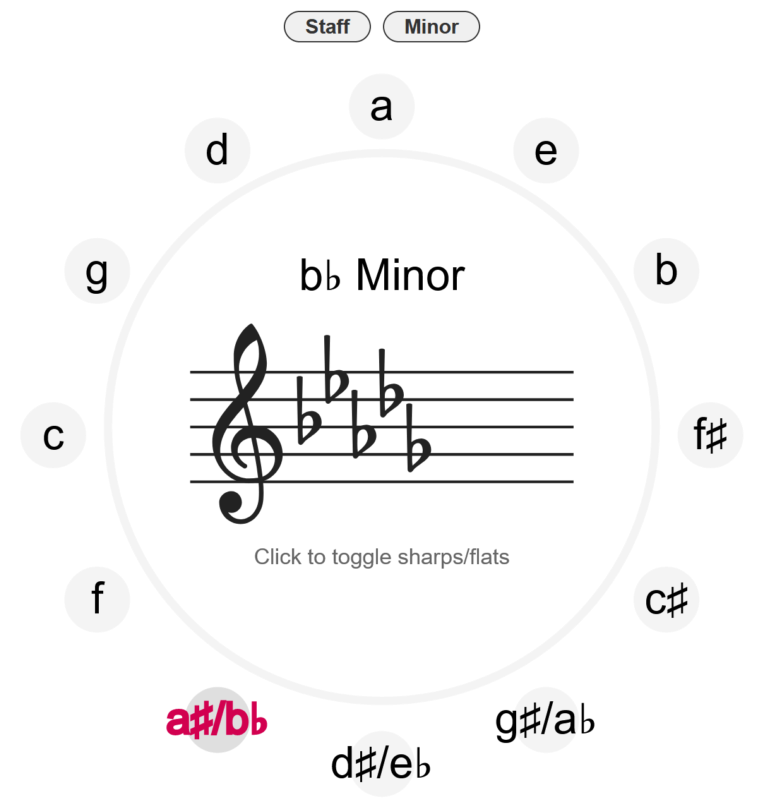 Staff Minor
a
d e
g b
b♭ Minor
c f♯
Click to toggle sharps/flats
f c♯
a♯/b♭ g♯/a♭
d♯/e♭